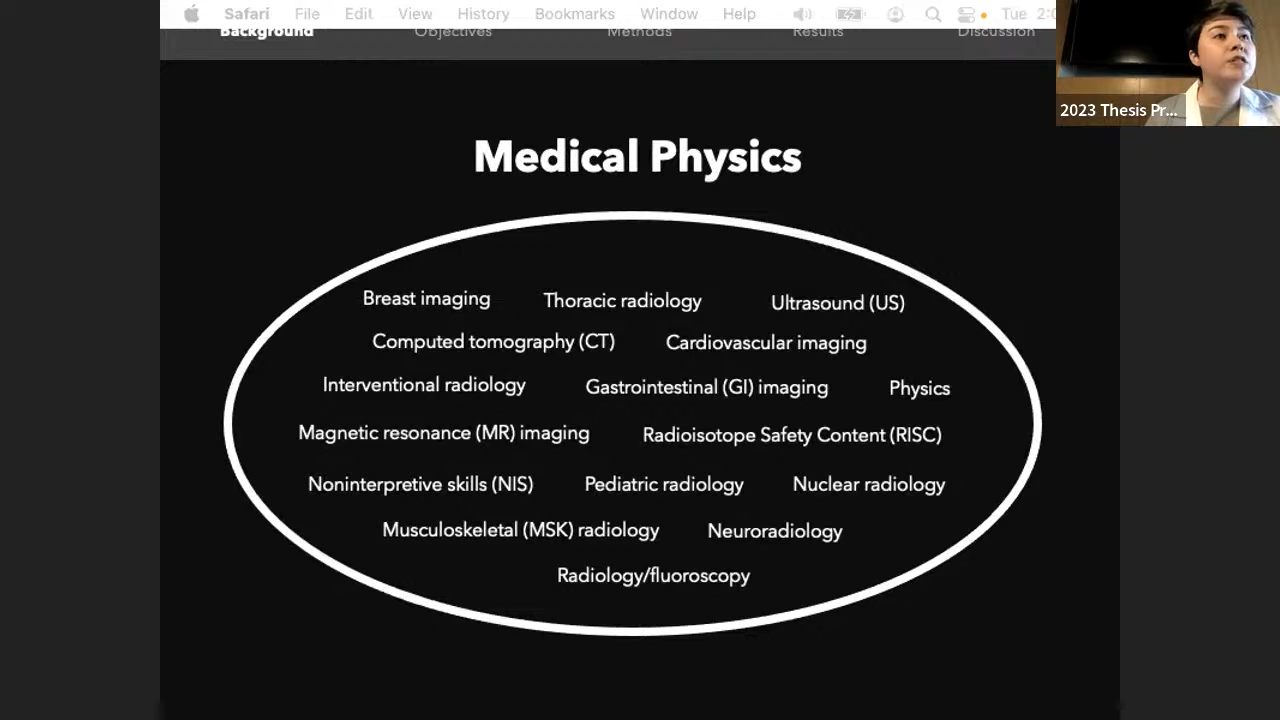 Safari File Edit View History Bookmarks Window Help Tue 2:0
Background Objectives Methods Results Discussion
2023 Thesis Pr...
Medical Physics
Breast imaging Thoracic radiology Ultrasound (US)
Computed tomography (CT) Cardiovascular imaging
Interventional radiology Gastrointestinal (GI) imaging Physics
Magnetic resonance (MR) imaging Radioisotope Safety Content (RISC)
Noninterpretive skills (NIS) Pediatric radiology Nuclear radiology
Musculoskeletal (MSK) radiology Neuroradiology
Radiology/fluoroscopy